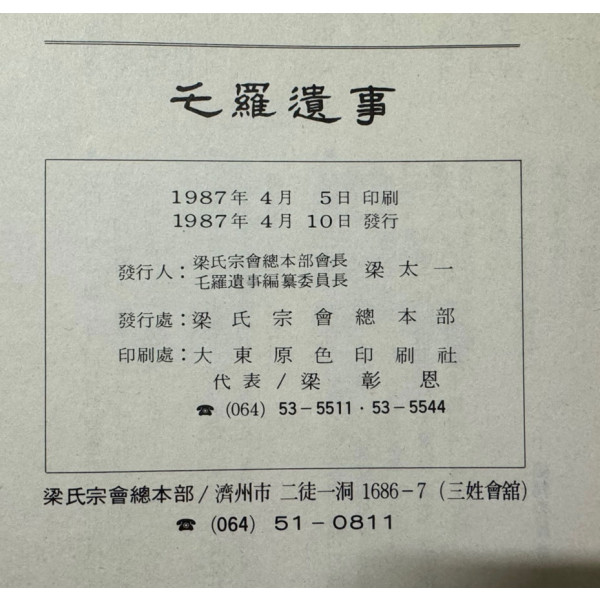 乇羅遺事
1987年 4月 5日 印刷
1987年 4月 10日 發行
發行人：梁氏宗會總本部會長
乇羅遺事編纂委員長 梁太一
發行處：梁氏宗會總本部
印刷處：大東原色印刷社
代表/梁彰恩
☎ (064) 53-5511·53-5544
梁氏宗會總本部/濟州市 二徒一洞 1686-7 (三姓會舘)
☎ (064) 51-0811